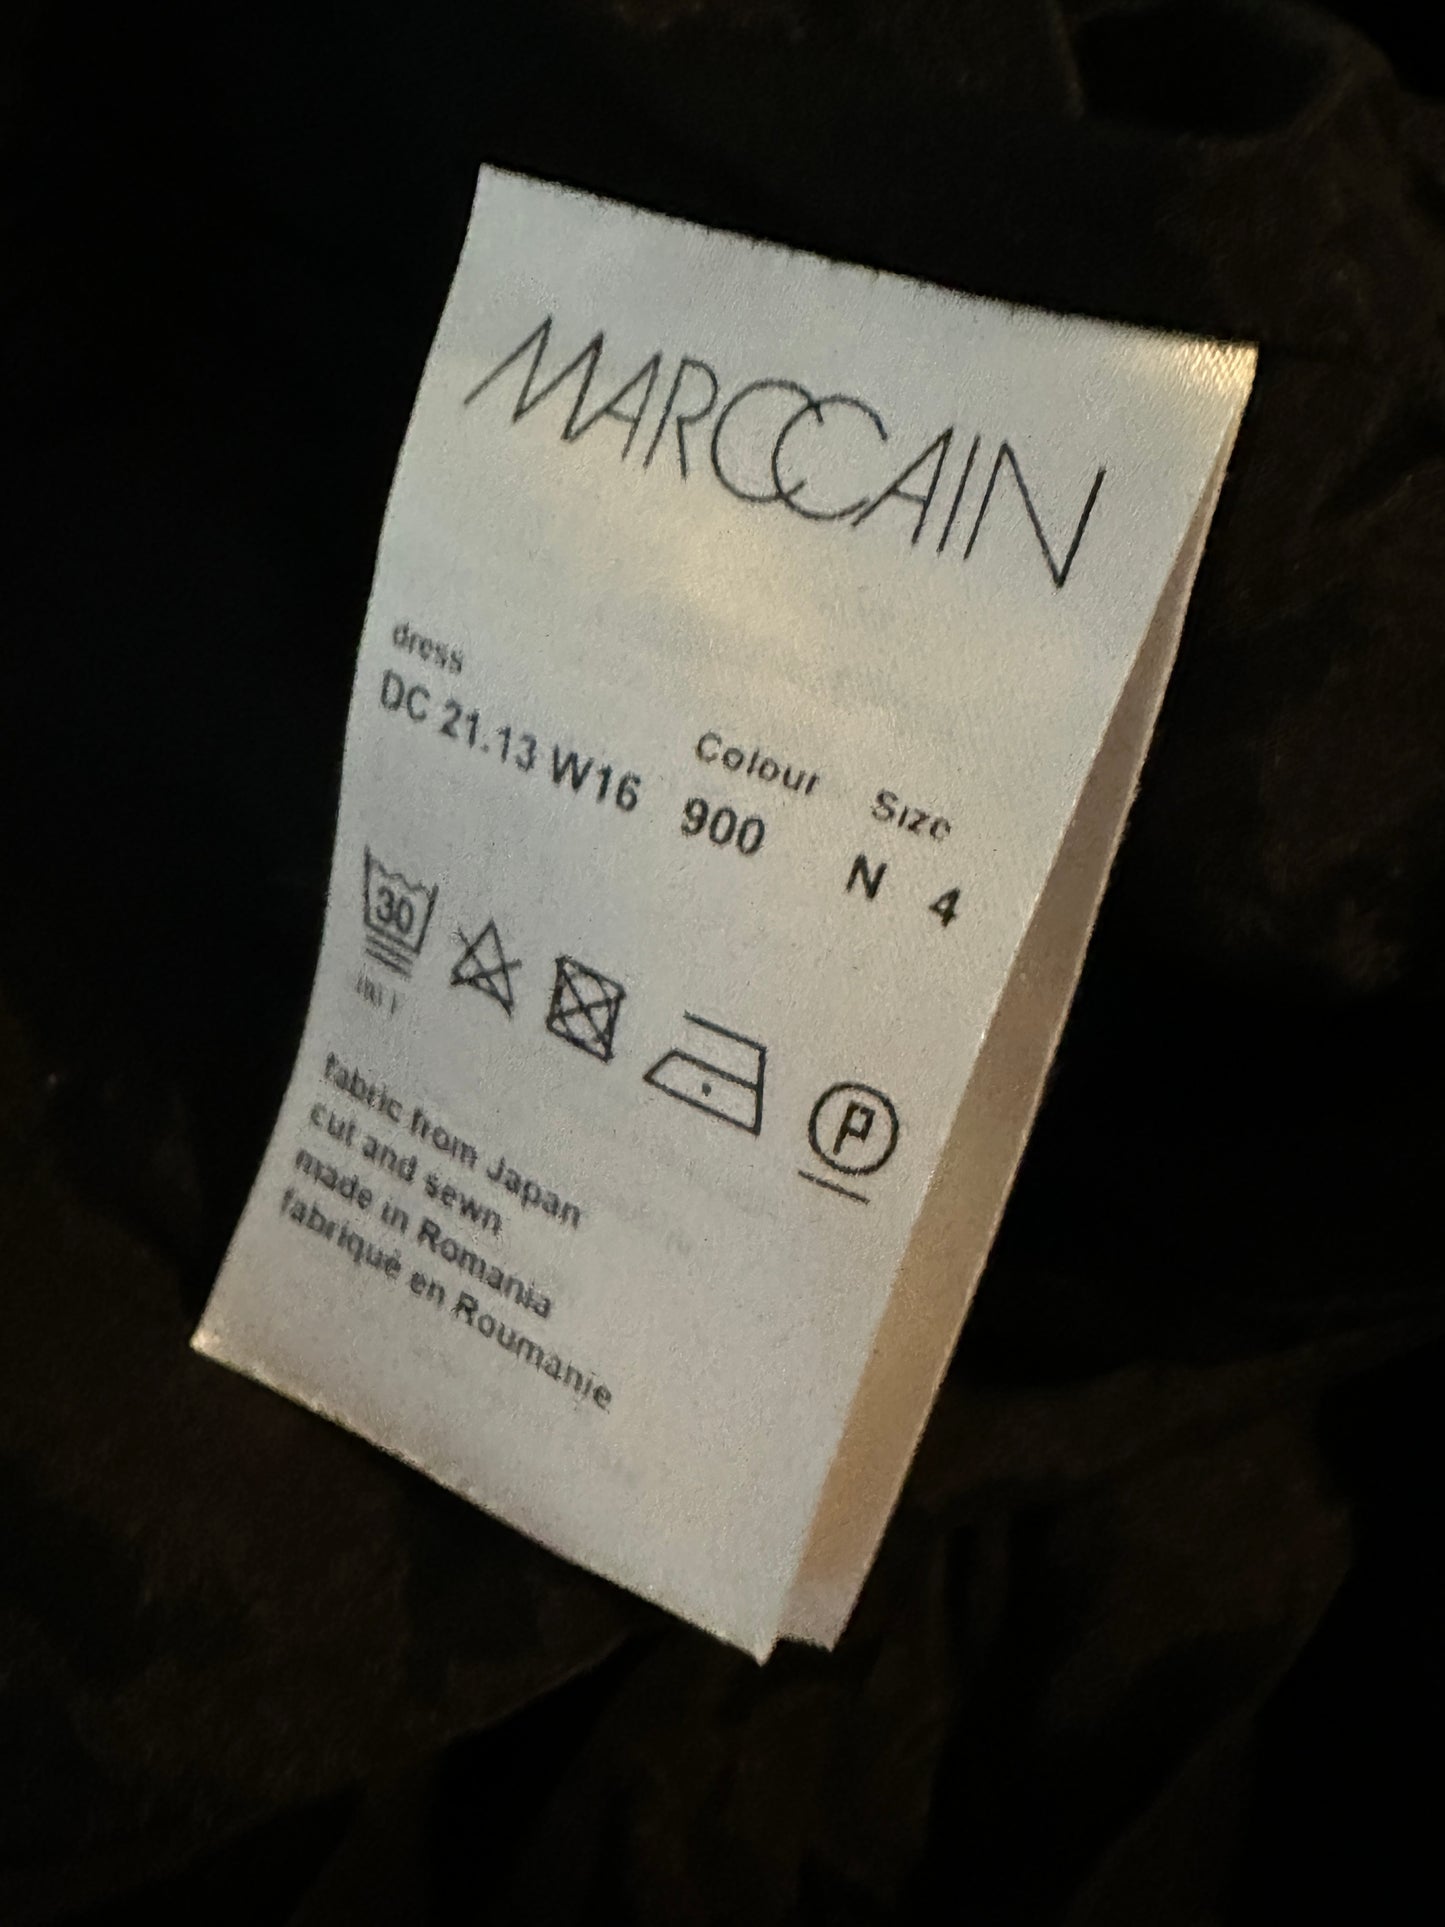 MARCCAIN
dress Colour Size
DC 21.13 W16 900 N 4
30
P
fabric from Japan
cut and sewn
made in Romania
fabriqué en Roumanie